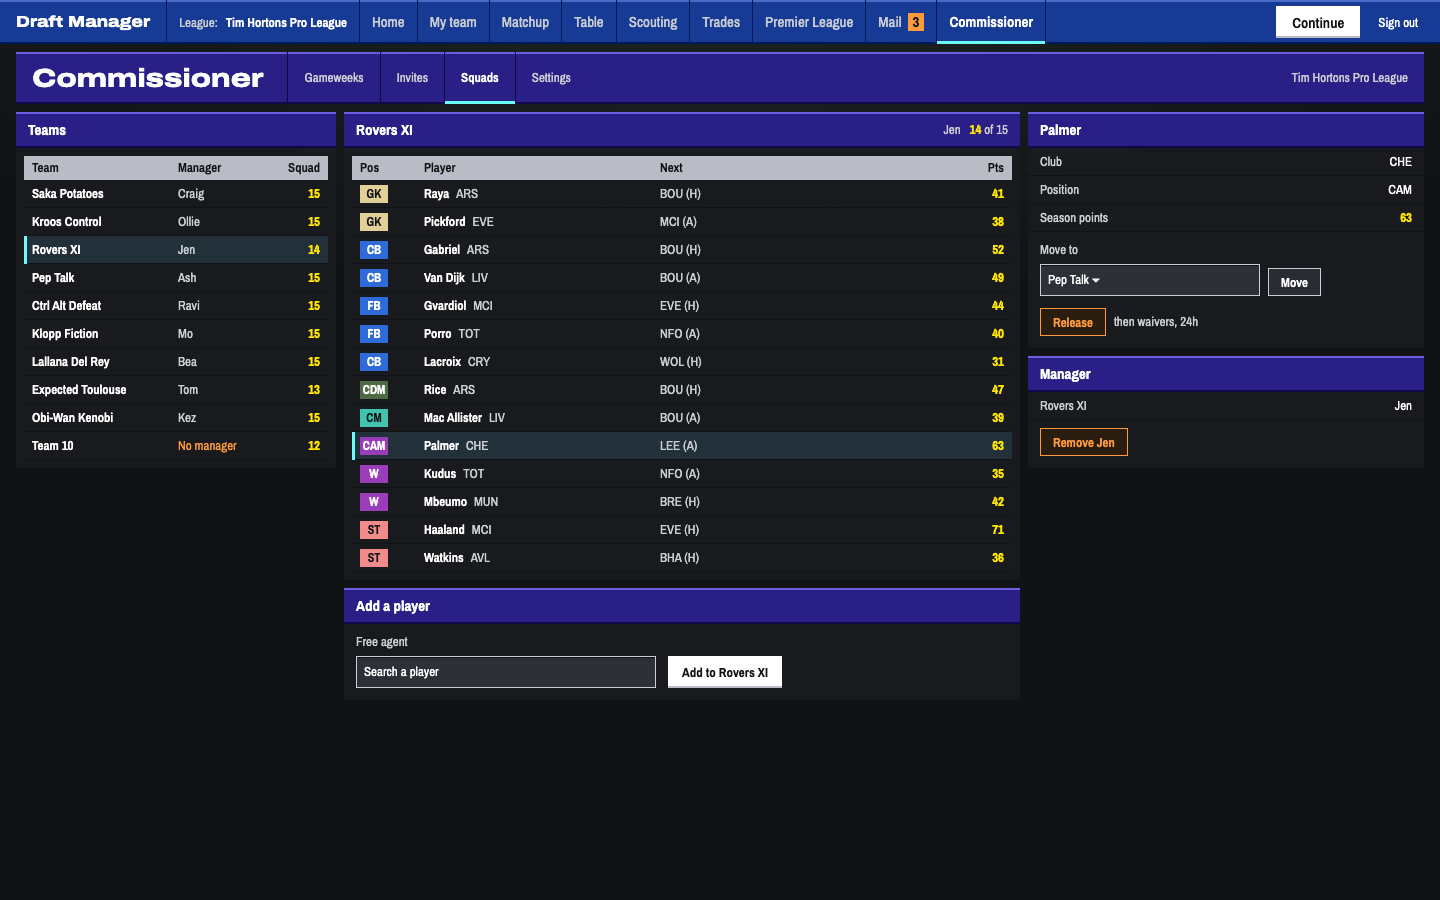 Draft Manager League: Tim Hortons Pro League Home My team Matchup Table Scouting Trades Premier League Mail 3 Commissioner Continue Sign out
Commissioner Gameweeks Invites Squads Settings Tim Hortons Pro League
Teams
Team Manager Squad
Saka Potatoes Craig 15
Kroos Control Ollie 15
Rovers XI Jen 14
Pep Talk Ash 15
Ctrl Alt Defeat Ravi 15
Klopp Fiction Mo 15
Lallana Del Rey Bea 15
Expected Toulouse Tom 13
Obi-Wan Kenobi Kez 15
Team 10 No manager 12
Rovers XI Jen 14 of 15
Pos Player Next Pts
GK Raya ARS BOU (H) 41
GK Pickford EVE MCI (A) 38
CB Gabriel ARS BOU (H) 52
CB Van Dijk LIV BOU (A) 49
FB Gvardiol MCI EVE (H) 44
FB Porro TOT NFO (A) 40
CB Lacroix CRY WOL (H) 31
CDM Rice ARS BOU (H) 47
CM Mac Allister LIV BOU (A) 39
CAM Palmer CHE LEE (A) 63
W Kudus TOT NFO (A) 35
W Mbeumo MUN BRE (H) 42
ST Haaland MCI EVE (H) 71
ST Watkins AVL BHA (H) 36
Add a player
Free agent
Search a player Add to Rovers XI
Palmer
Club CHE
Position CAM
Season points 63
Move to
Pep Talk Move
Release then waivers, 24h
Manager
Rovers XI Jen
Remove Jen